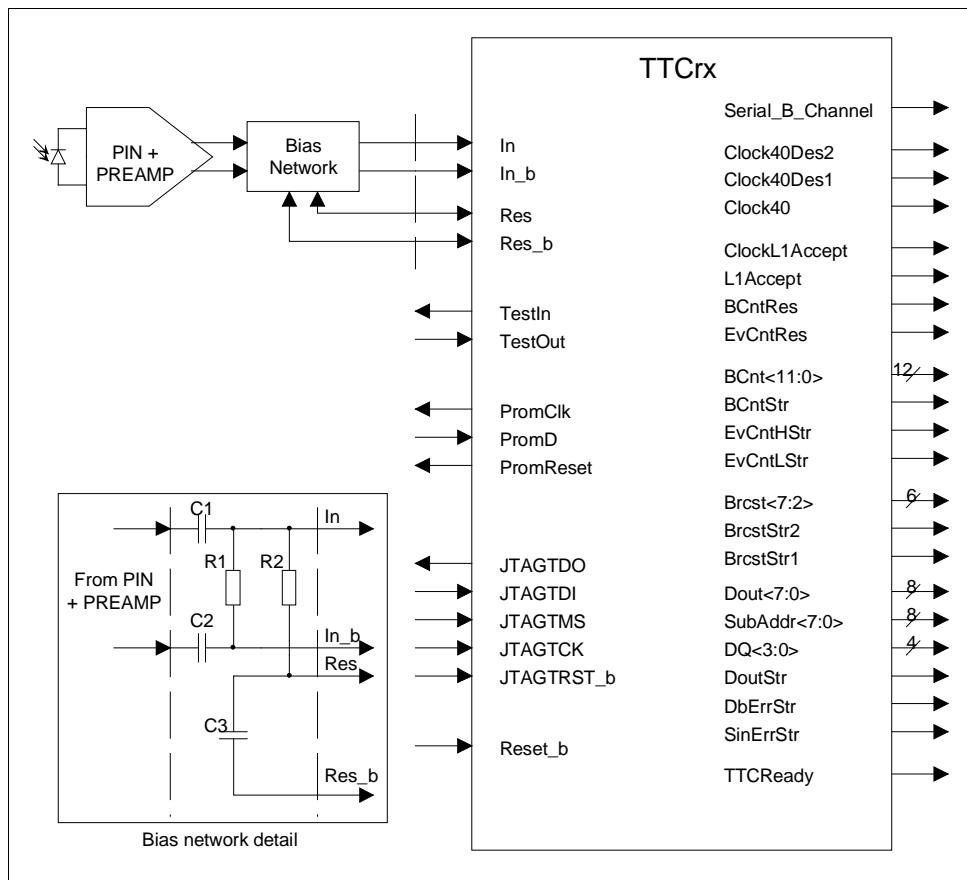 TTCrx
PIN +
PREAMP
Bias
Network
In
In_b
Res
Res_b
TestIn
TestOut
PromClk
PromD
PromReset
JTAGTDO
JTAGTDI
JTAGTMS
JTAGTCK
JTAGTRST_b
Reset_b
Serial_B_Channel
Clock40Des2
Clock40Des1
Clock40
ClockL1Accept
L1Accept
BCntRes
EvCntRes
BCnt<11:0>
12
BCntStr
EvCntHStr
EvCntLStr
Brcst<7:2>
6
BrcstStr2
BrcstStr1
Dout<7:0>
8
SubAddr<7:0>
8
DQ<3:0>
4
DoutStr
DbErrStr
SinErrStr
TTCReady
C1
In
R1
R2
From PIN
+ PREAMP
C2
In_b
Res
C3
Res_b
Bias network detail